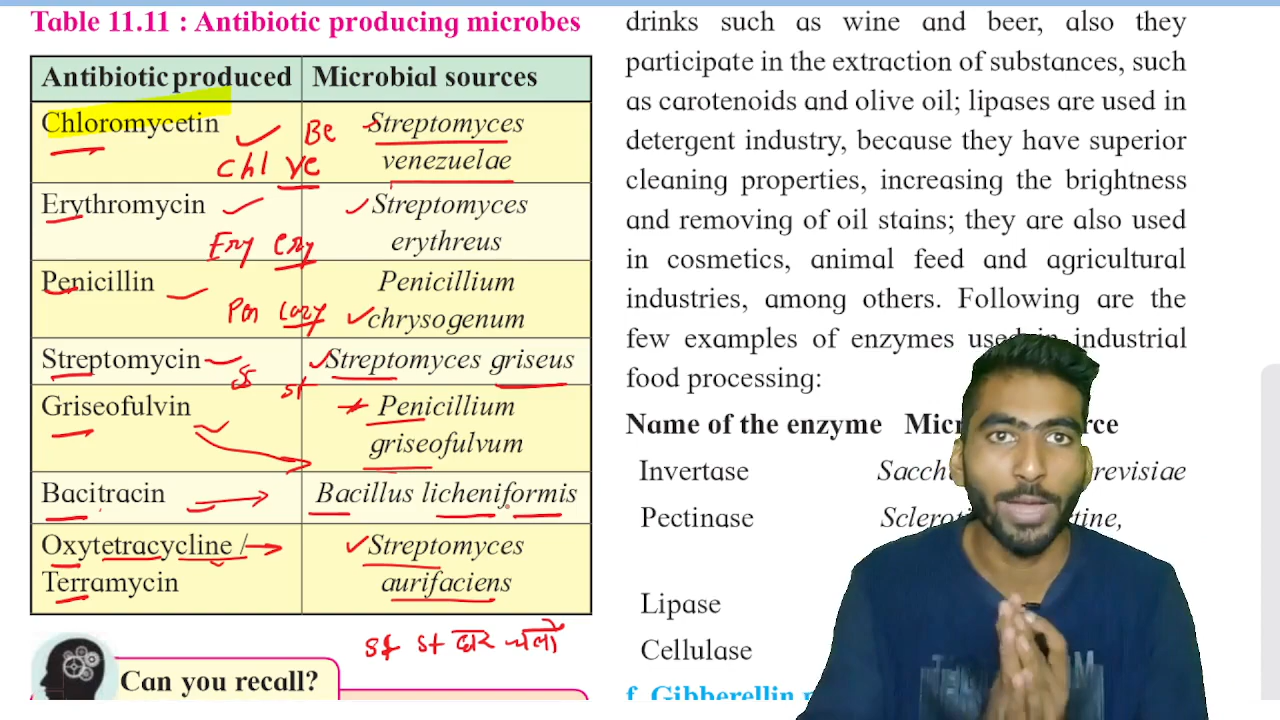 Table 11.11 : Antibiotic producing microbes
Antibiotic produced Microbial sources
Chloromycetin Streptomyces venezuelae
Be
Chl ve
Erythromycin Streptomyces erythreus
Ery
Penicillin Penicillium chrysogenum
Pen
Streptomycin Streptomyces griseus
st
Griseofulvin Penicillium griseofulvum
Bacitracin Bacillus licheniformis
Oxytetracycline / Terramycin Streptomyces aurifaciens
st
Can you recall?
drinks such as wine and beer, also they
participate in the extraction of substances, such
as carotenoids and olive oil; lipases are used in
detergent industry, because they have superior
cleaning properties, increasing the brightness
and removing of oil stains; they are also used
in cosmetics, animal feed and agricultural
industries, among others. Following are the
few examples of enzymes used in industrial
food processing:
Name of the enzyme
Invertase
Pectinase
Lipase
Cellulase
f. Gibberellin